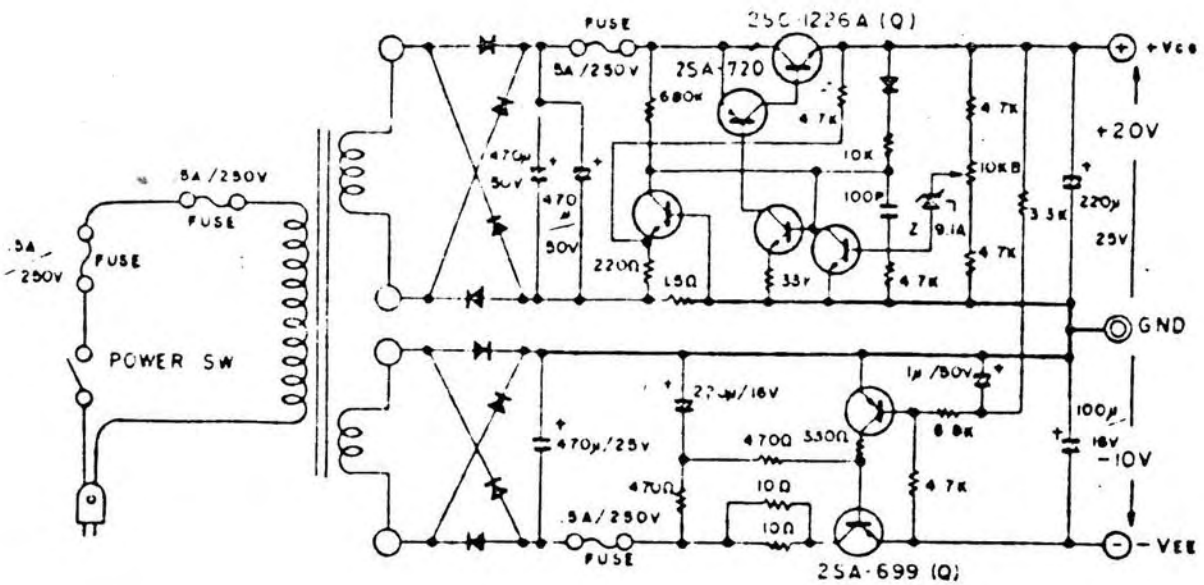 FUSE
2SC-1226A (Q)
+Vcc
.5A/250V
2SA-720
680K
4.7K
4.7K
+20V
.5A/250V
FUSE
470μ
50V
470
μ
50V
10K
10KB
100P
3.3K
220μ
25V
Z
9.1A
.5A
250V
FUSE
220Ω
1.5Ω
4.7K
4.7K
GND
POWER SW
1μ/50V
220μ/16V
330Ω
6.8K
100μ
16V
-10V
470μ/25V
470Ω
470Ω
4.7K
10Ω
10Ω
.5A/250V
FUSE
2SA-699 (Q)
-VEE